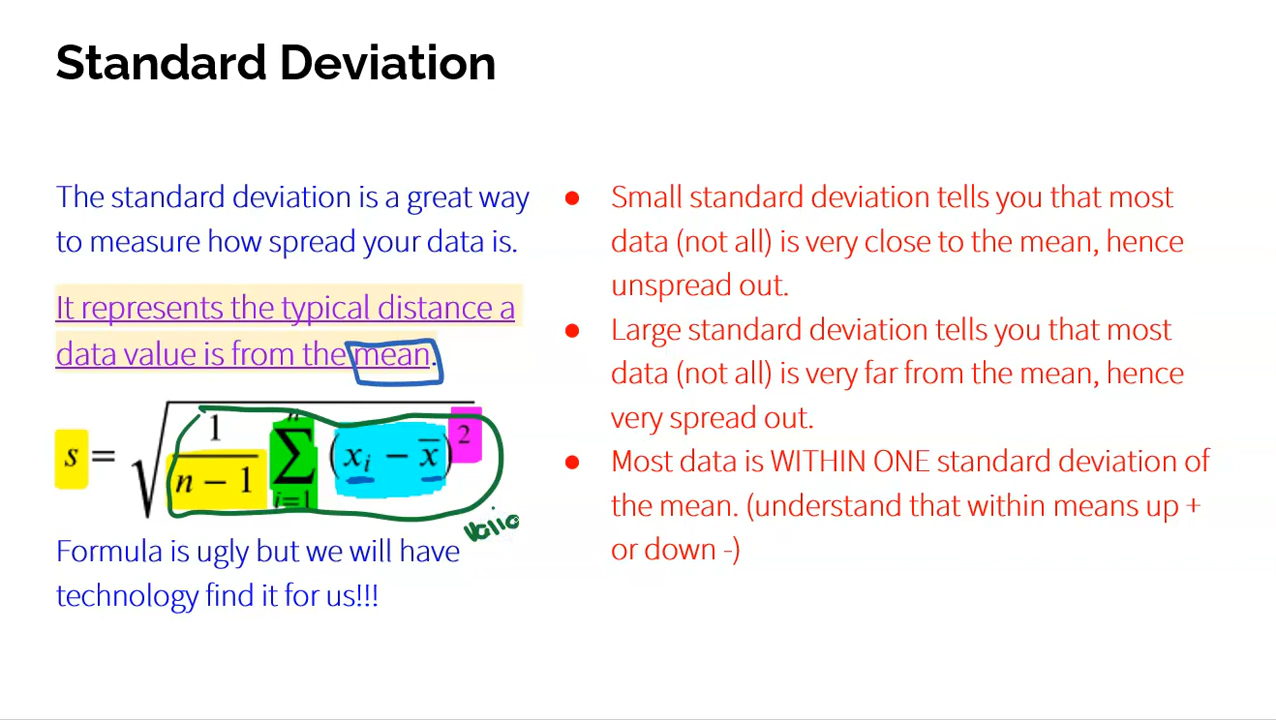 Standard Deviation
The standard deviation is a great way
to measure how spread your data is.
It represents the typical distance a
data value is from the mean.
s = √ 1/(n − 1) n ∑ i=1 (xᵢ − x̄)²
Formula is ugly but we will have
technology find it for us!!!
● Small standard deviation tells you that most
data (not all) is very close to the mean, hence
unspread out.
● Large standard deviation tells you that most
data (not all) is very far from the mean, hence
very spread out.
● Most data is WITHIN ONE standard deviation of
the mean. (understand that within means up +
or down -)